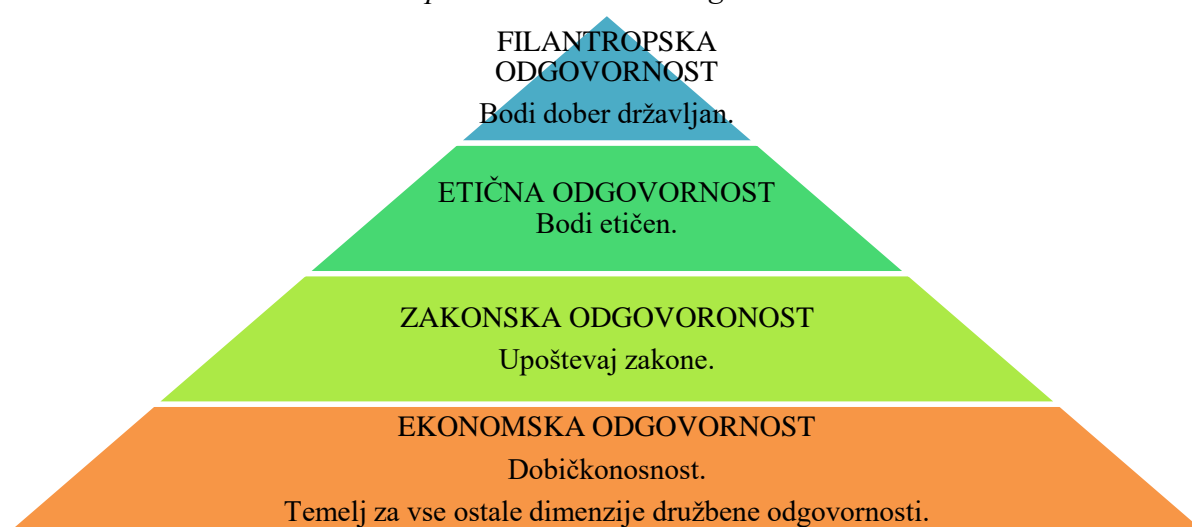 FILANTROPSKA
ODGOVORNOST
Bodi dober državljan.
ETIČNA ODGOVORNOST
Bodi etičen.
ZAKONSKA ODGOVORONOST
Upoštevaj zakone.
EKONOMSKA ODGOVORNOST
Dobičkonosnost.
Temelj za vse ostale dimenzije družbene odgovornosti.